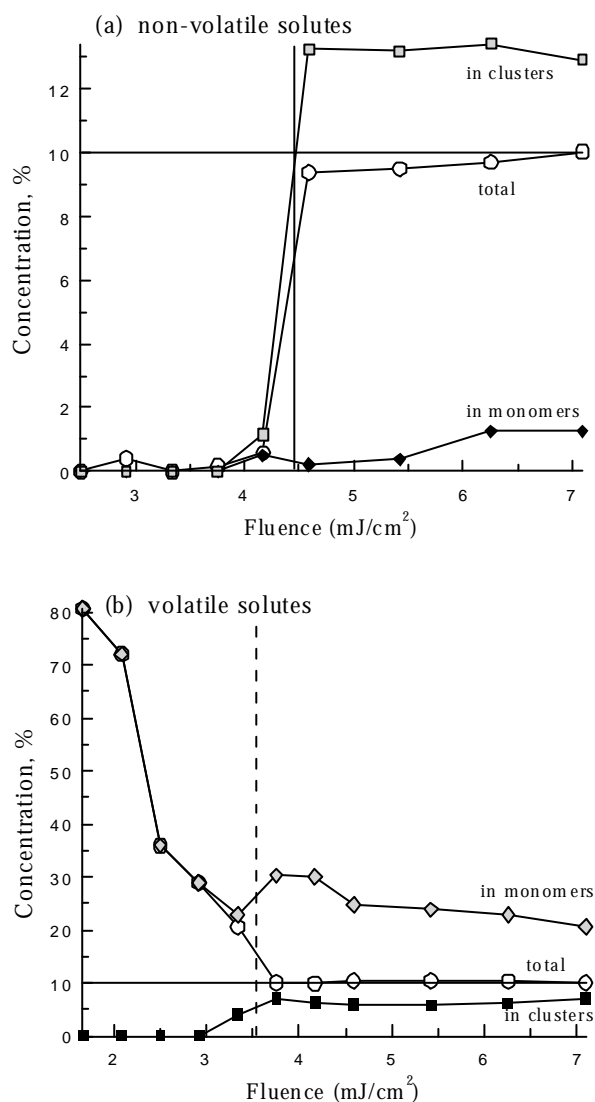 (a) non-volatile solutes
12
10
8
6
4
2
0
Concentration, %
in clusters
total
in monomers
3 4 5 6 7
Fluence (mJ/cm²)
(b) volatile solutes
80
70
60
50
40
30
20
10
0
Concentration, %
in monomers
total
in clusters
2 3 4 5 6 7
Fluence (mJ/cm²)